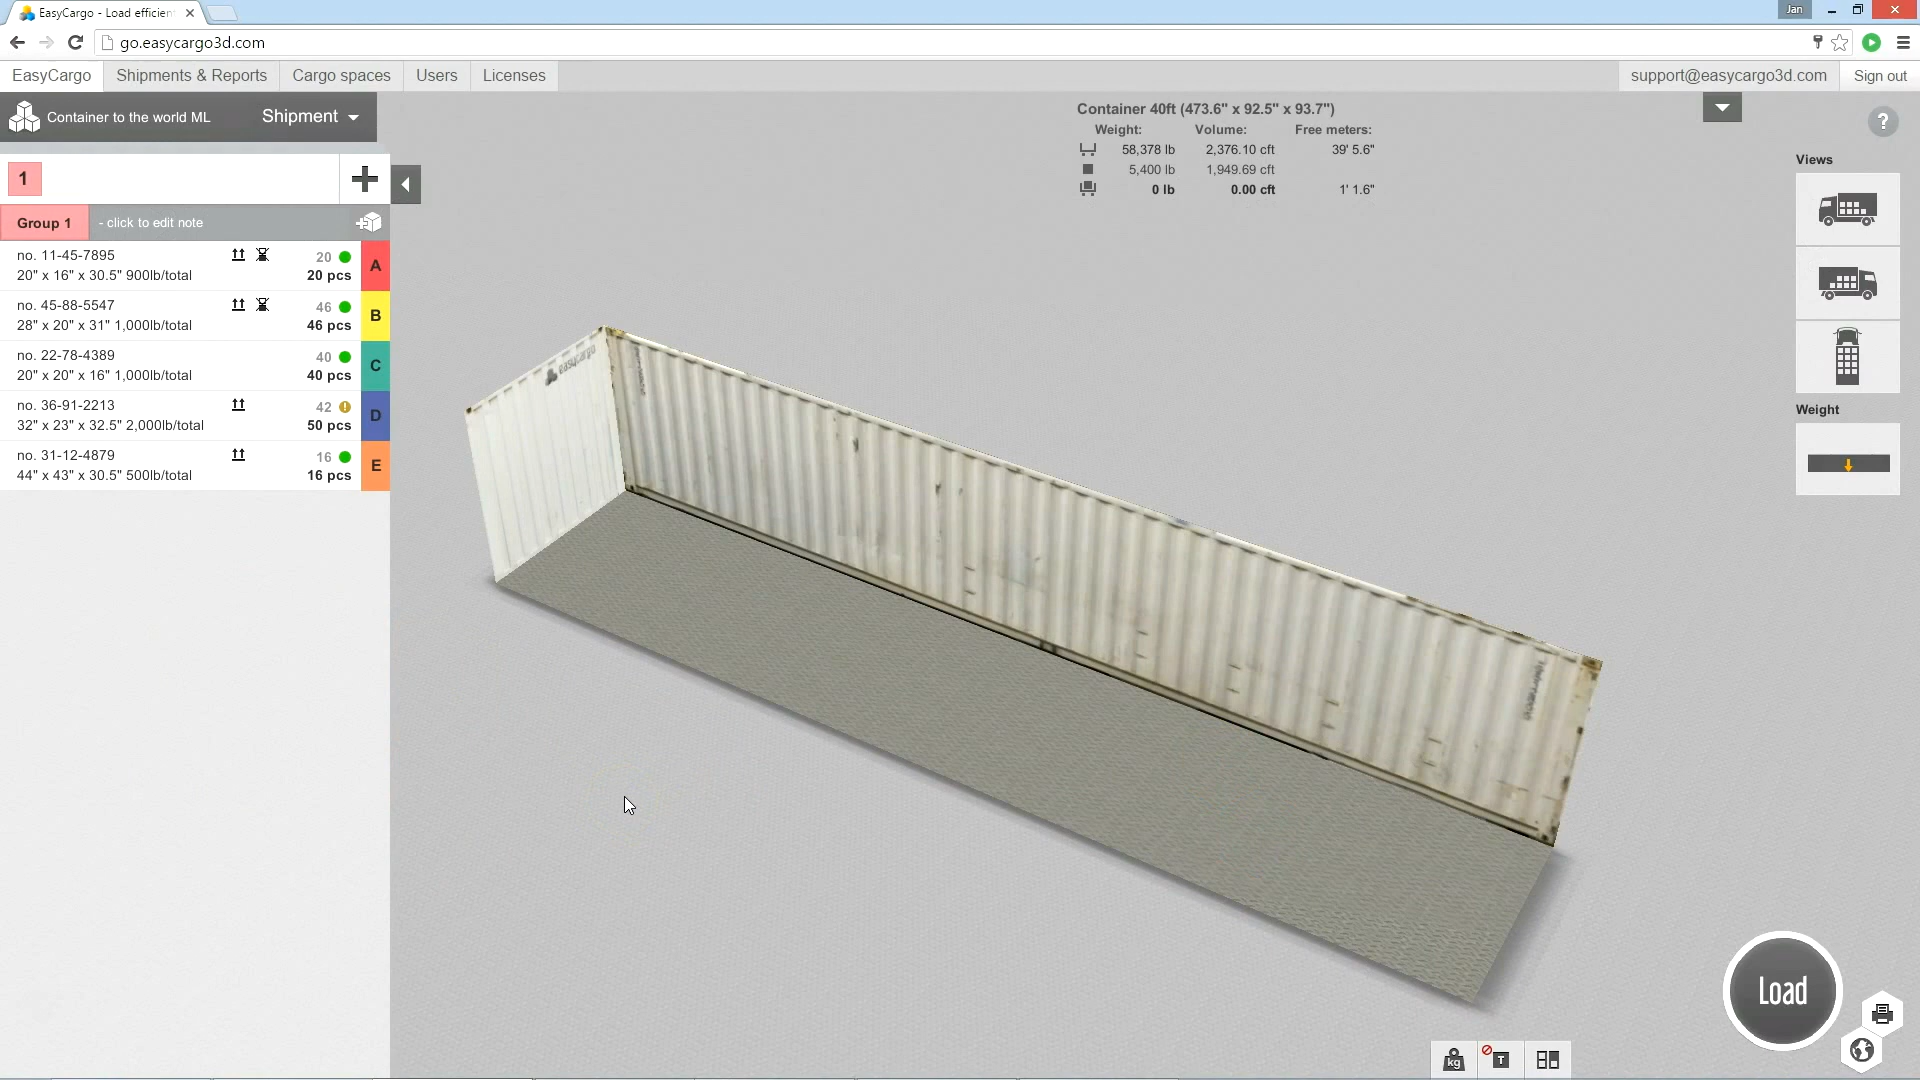 EasyCargo - Load efficien
Jan
go.easycargo3d.com
EasyCargo
Shipments & Reports
Cargo spaces
Users
Licenses
support@easycargo3d.com
Sign out
Container to the world ML
Shipment
Container 40ft (473.6" x 92.5" x 93.7")
Weight: Volume: Free meters:
58,378 lb 2,376.10 cft 39' 5.6"
5,400 lb 1,949.69 cft
0 lb 0.00 cft 1' 1.6"
?
Views
Weight
1
Group 1 - click to edit note
no. 11-45-7895 20
20" x 16" x 30.5" 900lb/total 20 pcs
A
no. 45-88-5547 46
28" x 20" x 31" 1,000lb/total 46 pcs
B
no. 22-78-4389 40
20" x 20" x 16" 1,000lb/total 40 pcs
C
no. 36-91-2213 42
32" x 23" x 32.5" 2,000lb/total 50 pcs
D
no. 31-12-4879 16
44" x 43" x 30.5" 500lb/total 16 pcs
E
easycargo
Load
kg
T